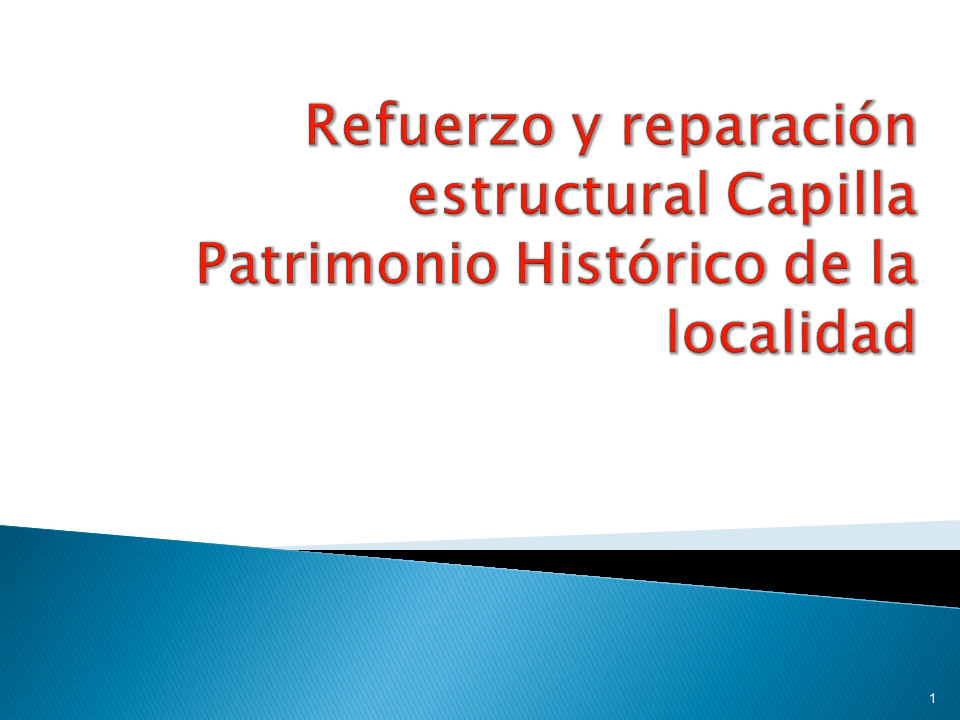 Refuerzo y reparación
estructural Capilla
Patrimonio Histórico de la
localidad
1